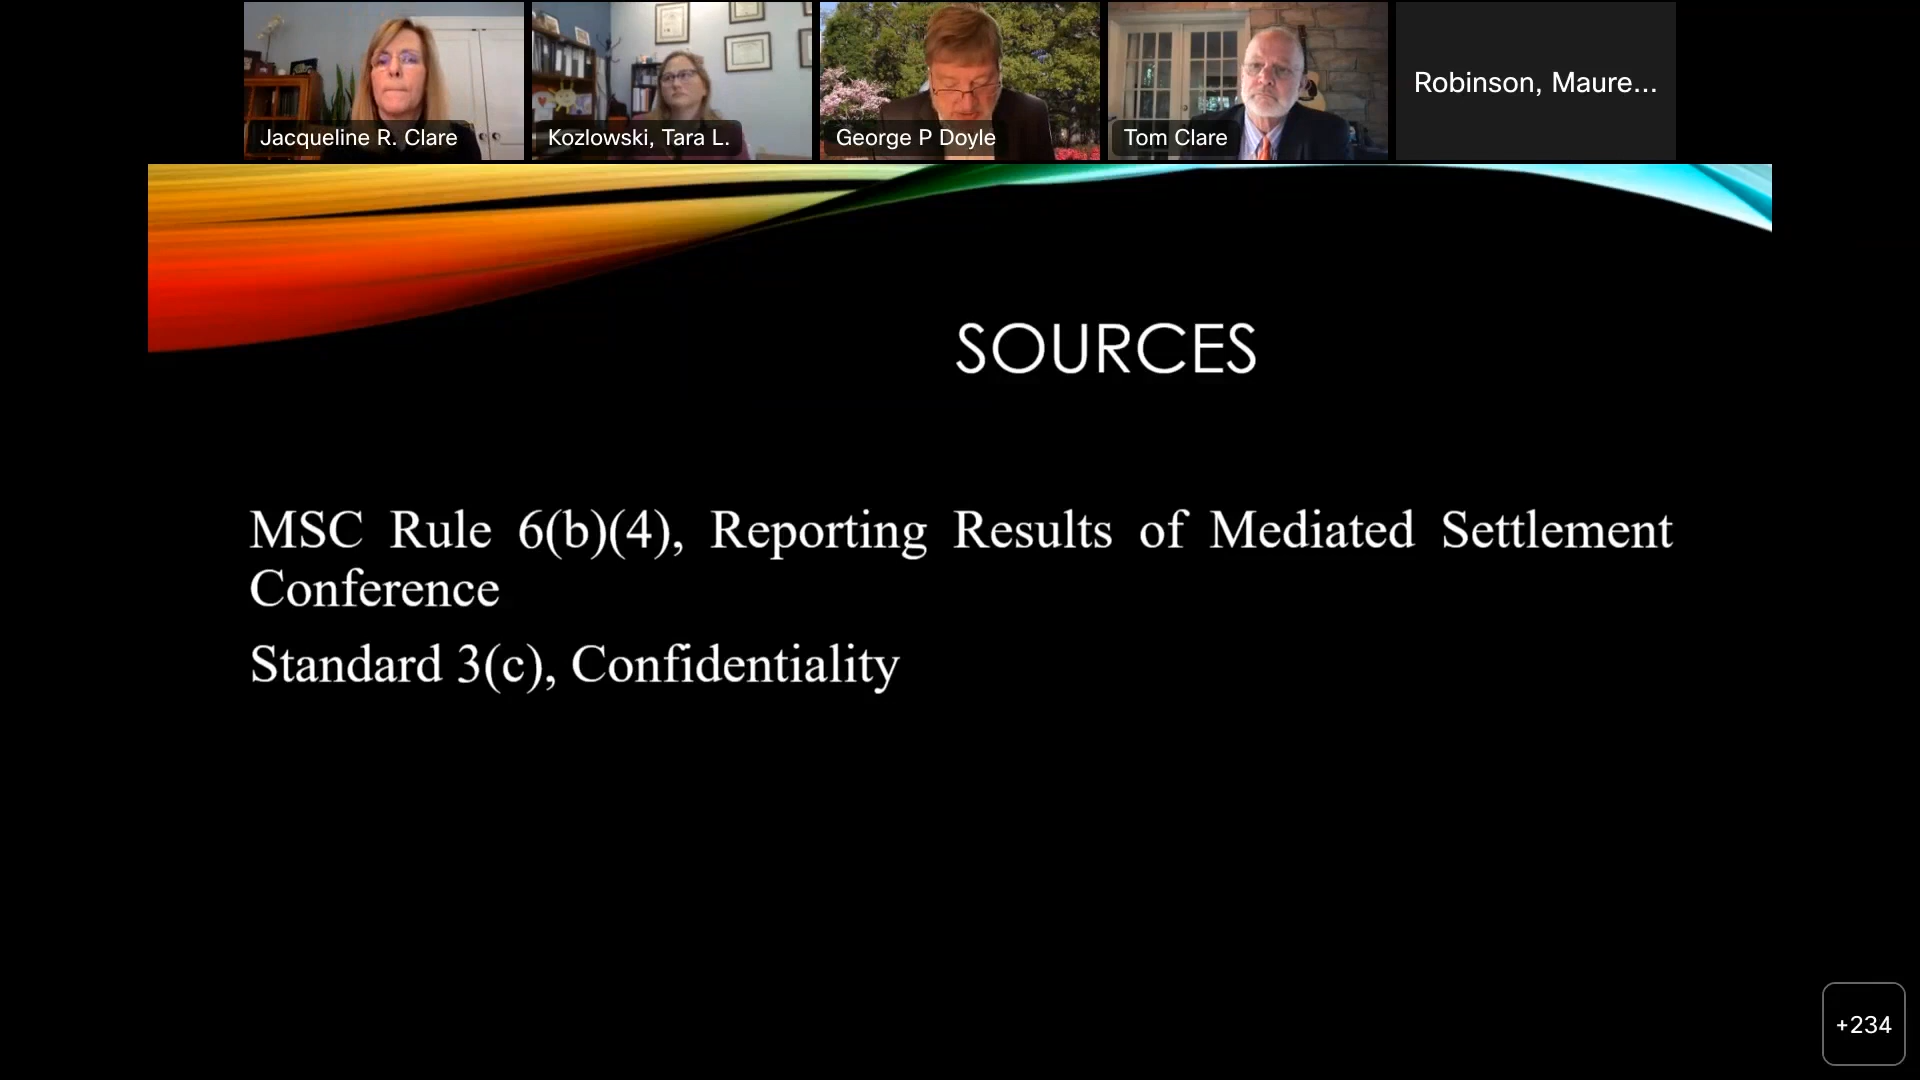 Jacqueline R. Clare
Kozlowski, Tara L.
George P Doyle
Tom Clare
Robinson, Maure...
SOURCES
MSC Rule 6(b)(4), Reporting Results of Mediated Settlement
Conference
Standard 3(c), Confidentiality
+234